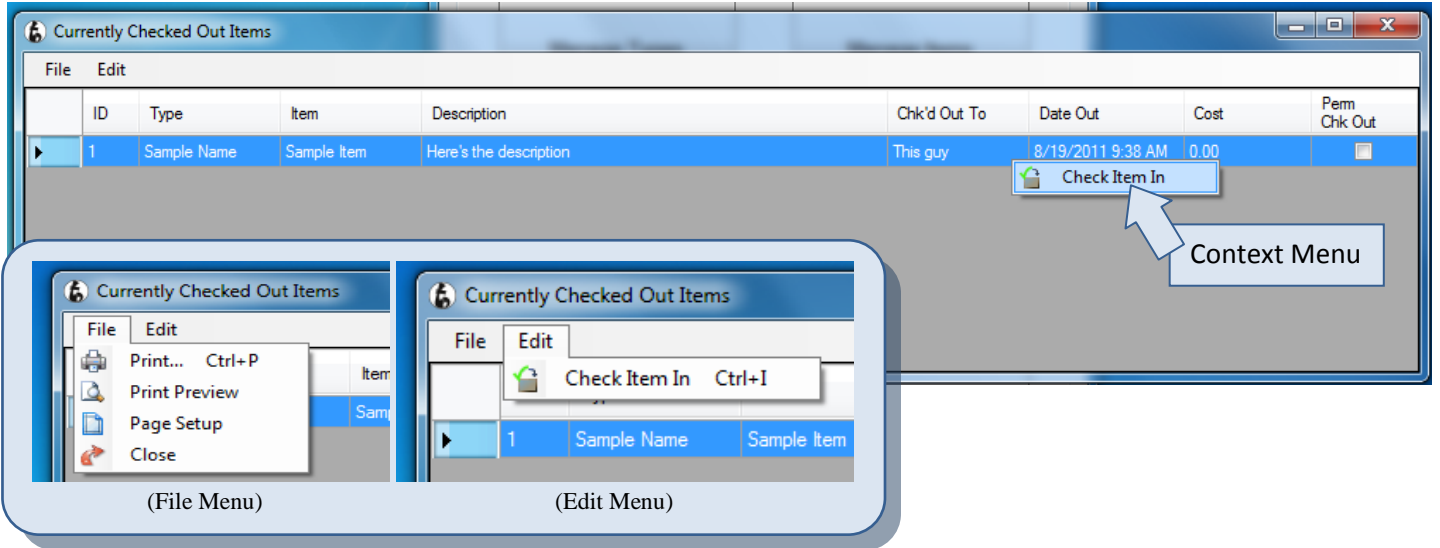 Currently Checked Out Items
File Edit
ID Type Item Description Chk'd Out To Date Out Cost Perm
Chk Out
1 Sample Name Sample Item Here's the description This guy 8/19/2011 9:38 AM 0.00
Check Item In
Context Menu
Currently Checked Out Items
File Edit
Print... Ctrl+P
Item
Print Preview
Page Setup
Close
(File Menu)
Currently Checked Out Items
File Edit
Check Item In Ctrl+I
1 Sample Name Sample Item
(Edit Menu)